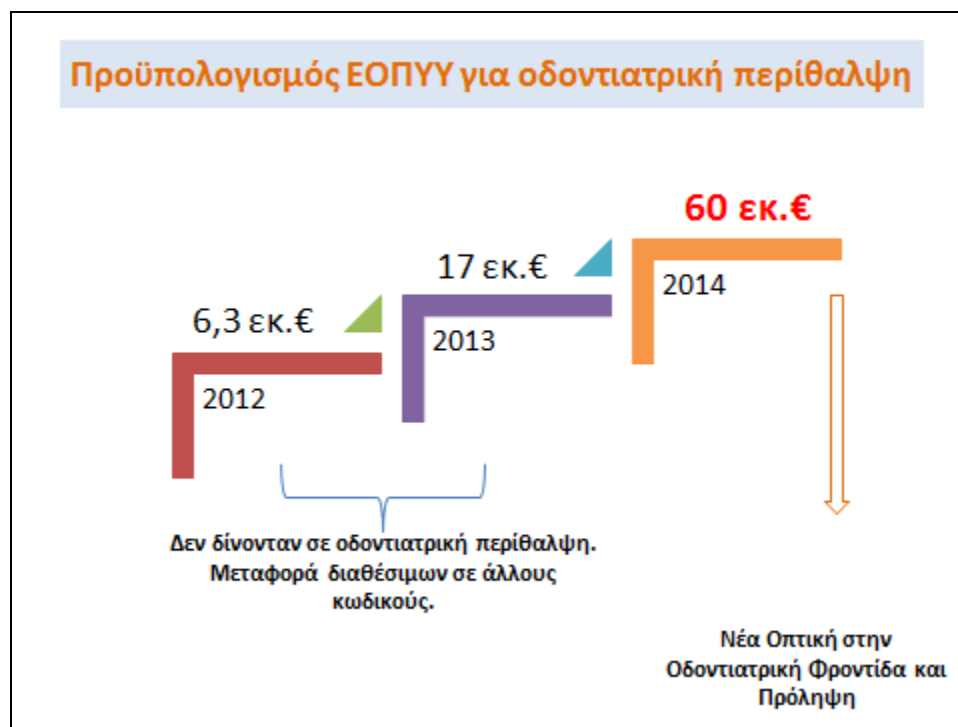 Προϋπολογισμός ΕΟΠΥΥ για οδοντιατρική περίθαλψη
60 εκ.€
17 εκ.€
2014
6,3 εκ.€
2013
2012
Δεν δίνονταν σε οδοντιατρική περίθαλψη.
Μεταφορά διαθέσιμων σε άλλους
κωδικούς.
Νέα Οπτική στην
Οδοντιατρική Φροντίδα και
Πρόληψη